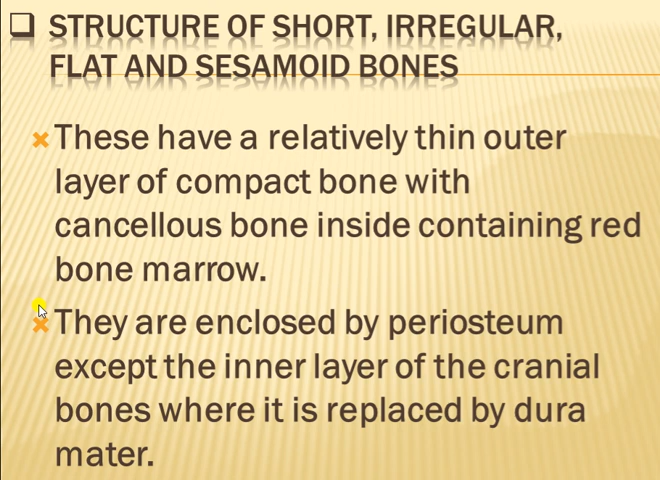 STRUCTURE OF SHORT, IRREGULAR,
FLAT AND SESAMOID BONES
These have a relatively thin outer
layer of compact bone with
cancellous bone inside containing red
bone marrow.
They are enclosed by periosteum
except the inner layer of the cranial
bones where it is replaced by dura
mater.